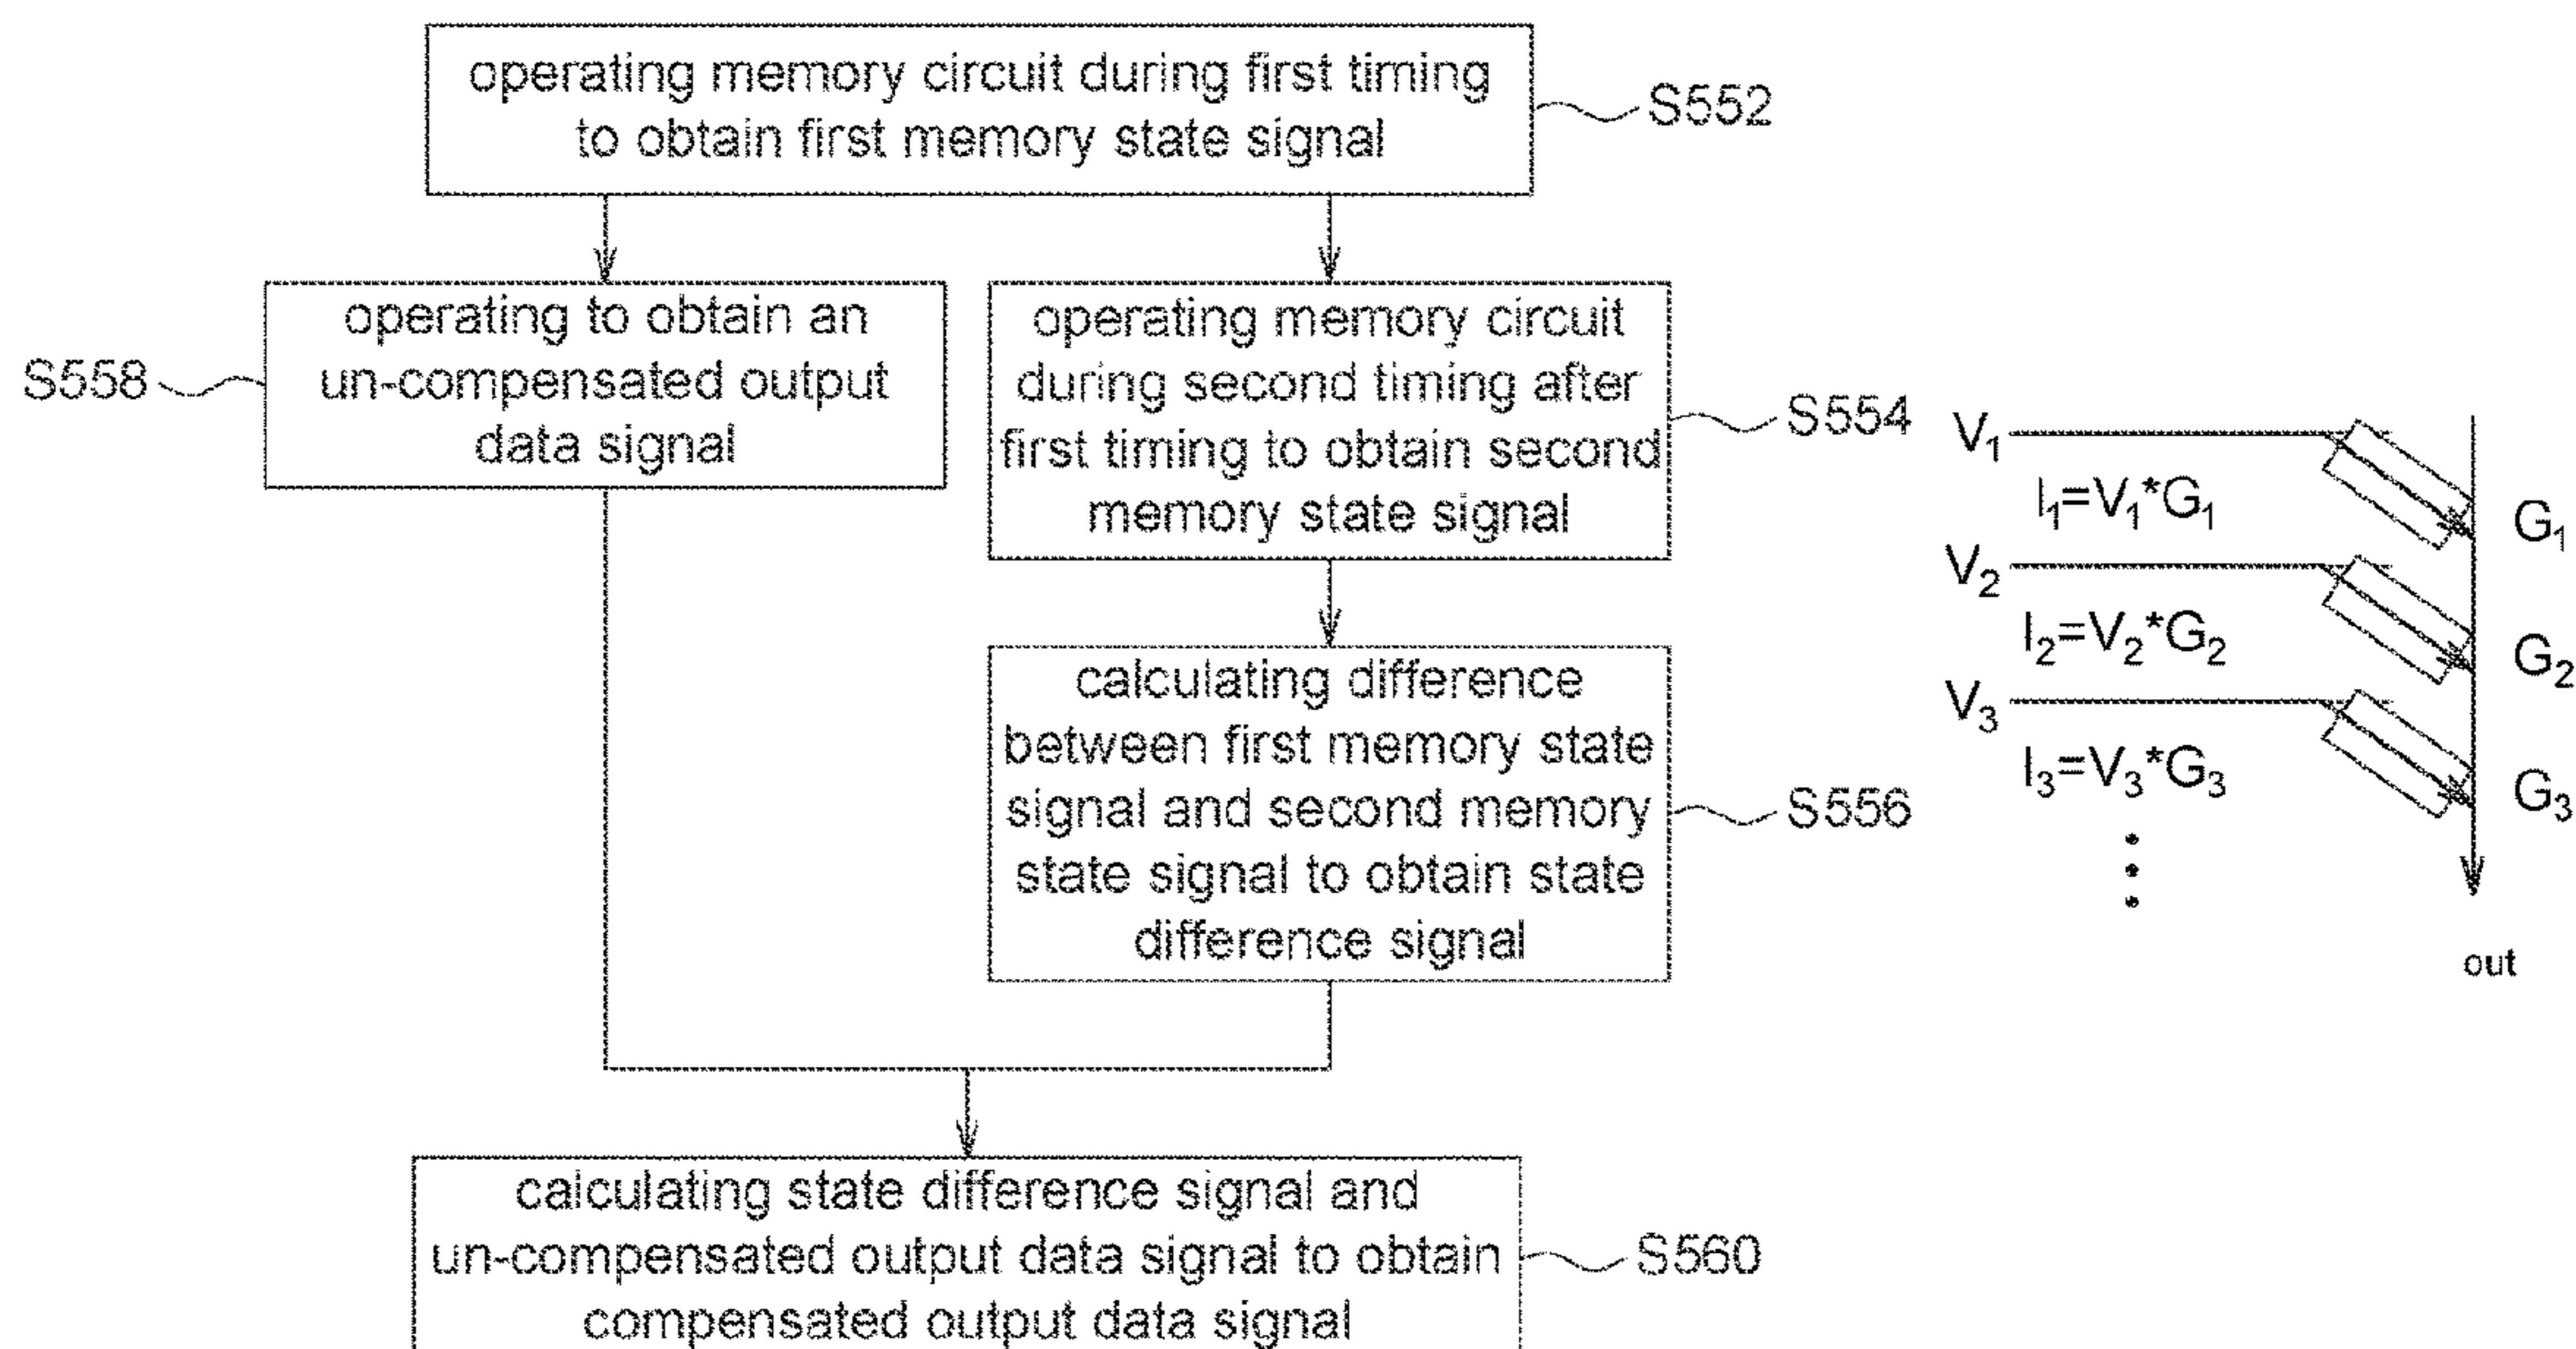 operating memory circuit during first timing
to obtain first memory state signal
S552
operating to obtain an
un-compensated output
data signal
S558
operating memory circuit
during second timing after
first timing to obtain second
memory state signal
S554
calculating difference
between first memory state
signal and second memory
state signal to obtain state
difference signal
S556
calculating state difference signal and
un-compensated output data signal to obtain
compensated output data signal
S560
V₁
I₁=V₁*G₁
G₁
V₂
I₂=V₂*G₂
G₂
V₃
I₃=V₃*G₃
G₃
out